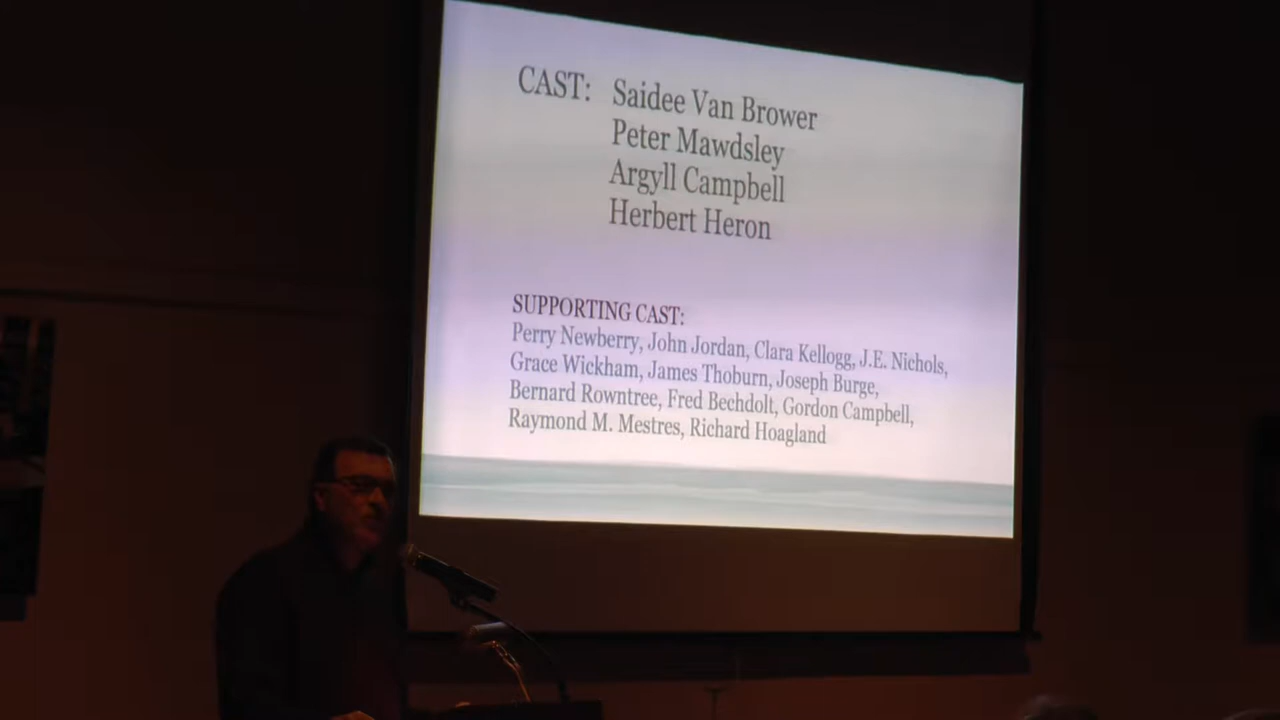 CAST: Saidee Van Brower
Peter Mawdsley
Argyll Campbell
Herbert Heron
SUPPORTING CAST:
Perry Newberry, John Jordan, Clara Kellogg, J.E. Nichols,
Grace Wickham, James Thoburn, Joseph Burge,
Bernard Rowntree, Fred Bechdolt, Gordon Campbell,
Raymond M. Mestres, Richard Hoagland